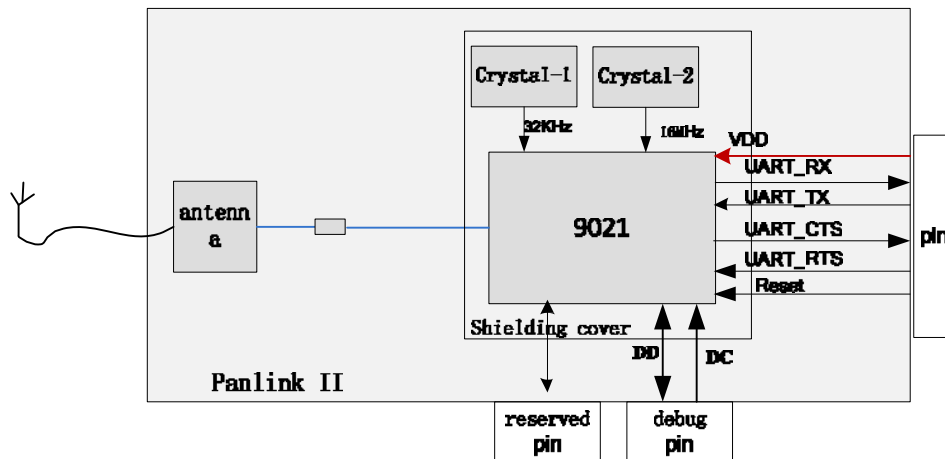 Crystal-1
Crystal-2
32KHz
16MHz
VDD
UART_RX
UART_TX
UART_CTS
UART_RTS
Reset
pin
antenn
a
9021
Shielding cover
DD
DC
Panlink II
reserved
pin
debug
pin